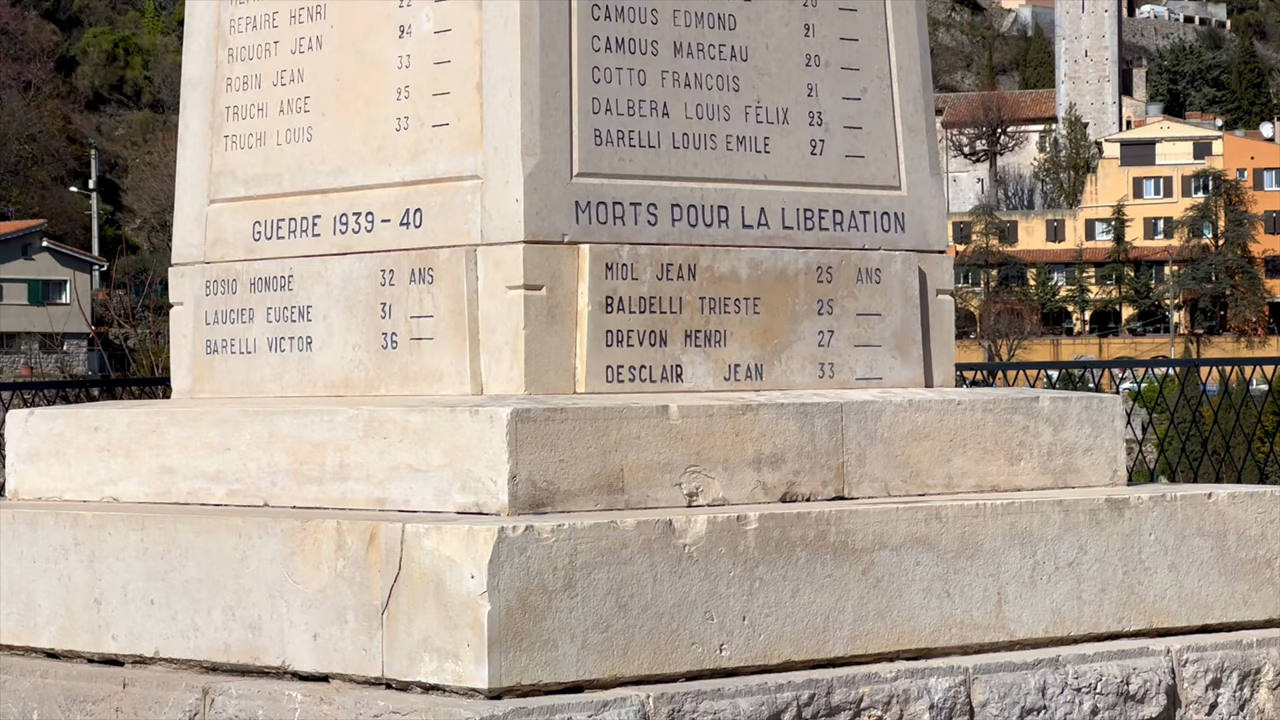 REPAIRE HENRI 24 —
RICUORT JEAN 33 —
ROBIN JEAN 25 —
TRUCHI ANGE 33 —
TRUCHI LOUIS
GUERRE 1939-40
BOSIO HONORÉ 32 ANS
LAUGIER EUGENE 31 —
BARELLI VICTOR 36 —
CAMOUS EDMOND 21 —
CAMOUS MARCEAU 20 —
COTTO FRANCOIS 21 —
DALBERA LOUIS FÉLIX 23 —
BARELLI LOUIS EMILE 27 —
MORTS POUR LA LIBERATION
MIOL JEAN 25 ANS
BALDELLI TRIESTE 25 —
DREVON HENRI 27 —
DESCLAIR JEAN 33 —